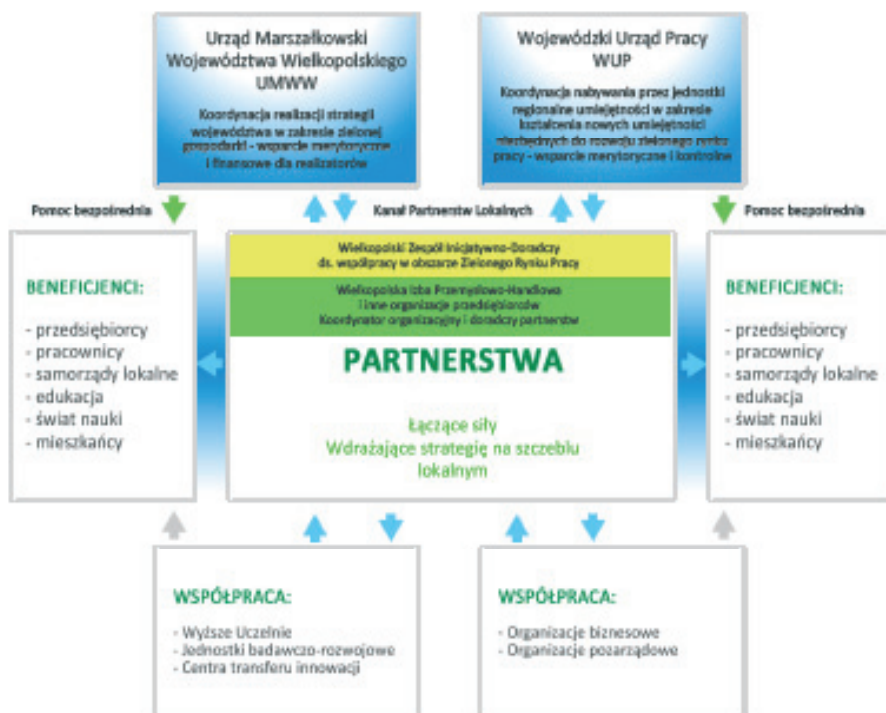 Urząd Marszałkowski
Województwa Wielkopolskiego
UMWW
Koordynacja realizacji strategii
województwa w zakresie zielonej
gospodarki - wsparcie merytoryczne
i finansowe dla realizatorów
Wojewódzki Urząd Pracy
WUP
Koordynacja nabywania przez jednostki
regionalne umiejętności w zakresie
kształcenia nowych umiejętności
niezbędnych do rozwoju zielonego rynku
pracy - wsparcie merytoryczne i kontrolne
Pomoc bezpośrednia
Kanał Partnerstw Lokalnych
Pomoc bezpośrednia
BENEFICJENCI:
- przedsiębiorcy
- pracownicy
- samorządy lokalne
- edukacja
- świat nauki
- mieszkańcy
Wielkopolski Zespół Inicjatywno-Doradczy
ds. współpracy w obszarze Zielonego Rynku Pracy
Wielkopolska Izba Przemysłowo-Handlowa
i inne organizacje przedsiębiorców
Koordynator organizacyjny i doradczy partnerstw
PARTNERSTWA
Łączące siły
Wdrażające strategię na szczeblu
lokalnym
BENEFICJENCI:
- przedsiębiorcy
- pracownicy
- samorządy lokalne
- edukacja
- świat nauki
- mieszkańcy
WSPÓŁPRACA:
- Wyższe Uczelnie
- Jednostki badawczo-rozwojowe
- Centra transferu innowacji
WSPÓŁPRACA:
- Organizacje biznesowe
- Organizacje pozarządowe